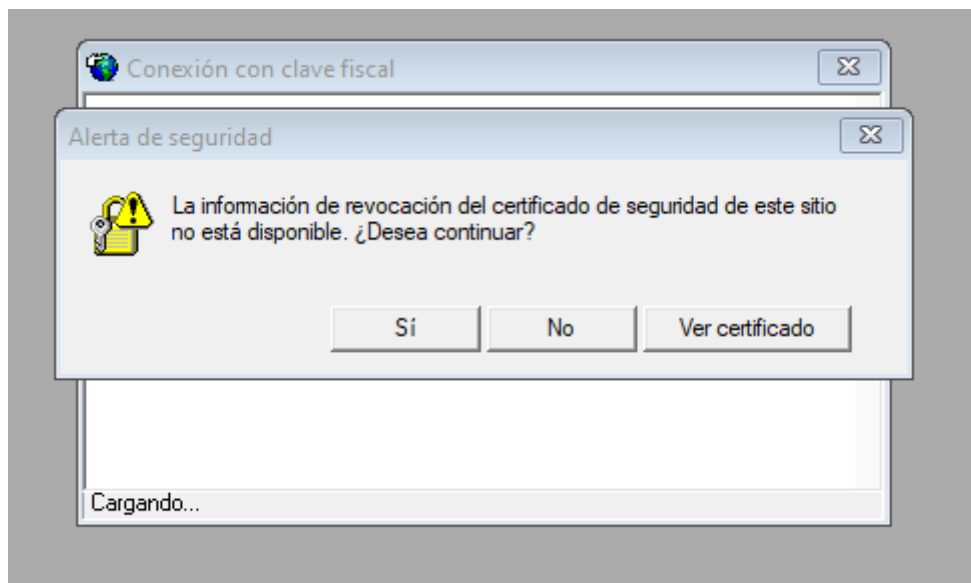 Conexión con clave fiscal
Alerta de seguridad
La información de revocación del certificado de seguridad de este sitio
no está disponible. ¿Desea continuar?
Sí No Ver certificado
Cargando...